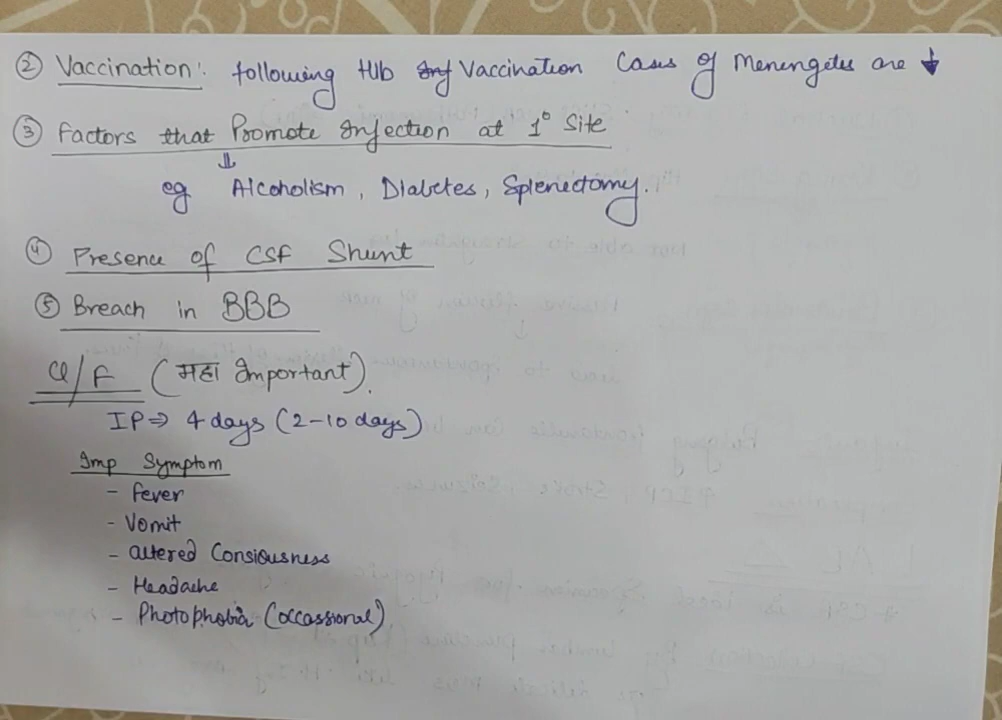 ② Vaccination: following Hib Vaccination Cases of Menengites are ↓
③ Factors that Promote Infection at 1° Site
⇓
eg Alcoholism, Diabetes, Splenectomy.
④ Presence of CSF Shunt
⑤ Breach in BBB
Cl/F (महा Important).
IP ⇒ 4 days (2-10 days)
Imp Symptom
- Fever
- Vomit
- altered Consiousness
- Headache
- Photophobia (occassional)